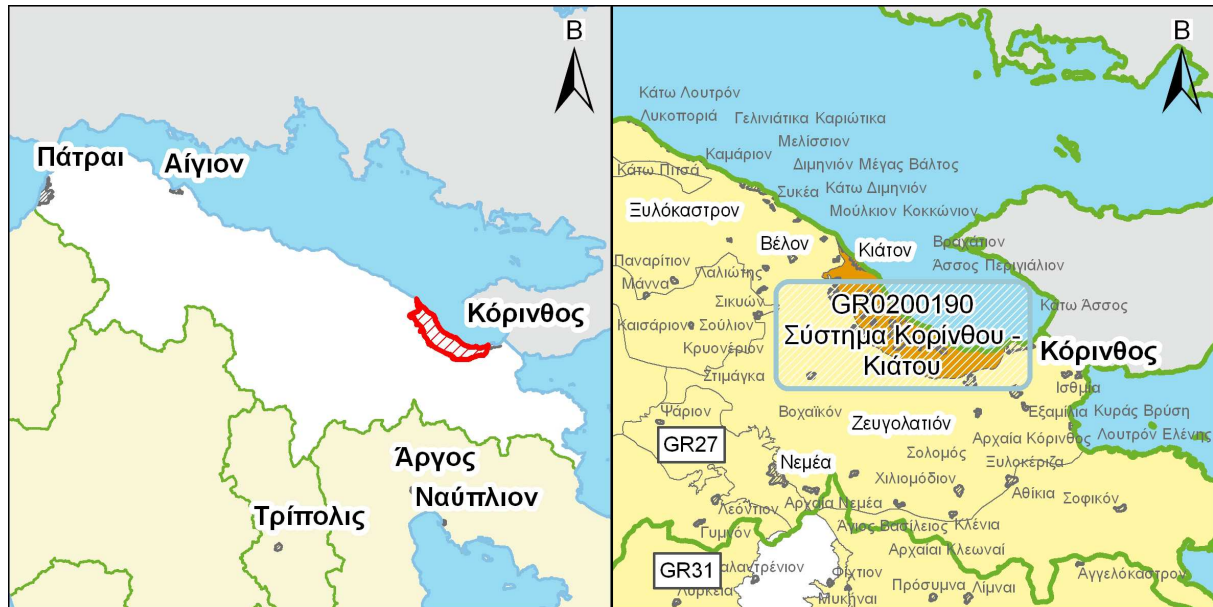 Β
Πάτραι
Αίγιον
Κόρινθος
Άργος
Ναύπλιον
Τρίπολις
Β
Κάτω Λουτρόν
Λυκοποριά
Γελινιάτικα Καριώτικα
Μελίσσιον
Καμάριον
Διμηνιόν Μέγας Βάλτος
Κάτω Πιτσά
Συκέα
Κάτω Διμηνιόν
Ξυλόκαστρον
Μούλκιον Κοκκώνιον
Βέλον
Κιάτον
Βραχάτιον
Παναρίτιον
Λαλιώτης
Άσσος Περιγιάλιον
Μάννα
Σικυών
GR0200190
Κάτω Άσσος
Καισάριον
Σούλιον
Σύστημα Κορίνθου -
Κρυονέριον
Κιάτου
Κόρινθος
Στιμάγκα
Ισθμία
Ψάριον
Βοχαϊκόν
Εξαμίλια
Κυράς Βρύση
Ζευγολατιόν
GR27
Αρχαία Κόρινθος
Λουτρόν Ελένης
Σολομός
Νεμέα
Ξυλοκέριζα
Χιλιομόδιον
Αθίκια
Σοφικόν
Λεόντιον
Αρχαία Νεμέα
Γυμνόν
Άγιος Βασίλειος
Κλένια
Αρχαίαι Κλεωναί
GR31
Φίχτιον
Αγγελόκαστρον
Λύρκεια
Μυκήναι
Πρόσυμνα
Λίμναι